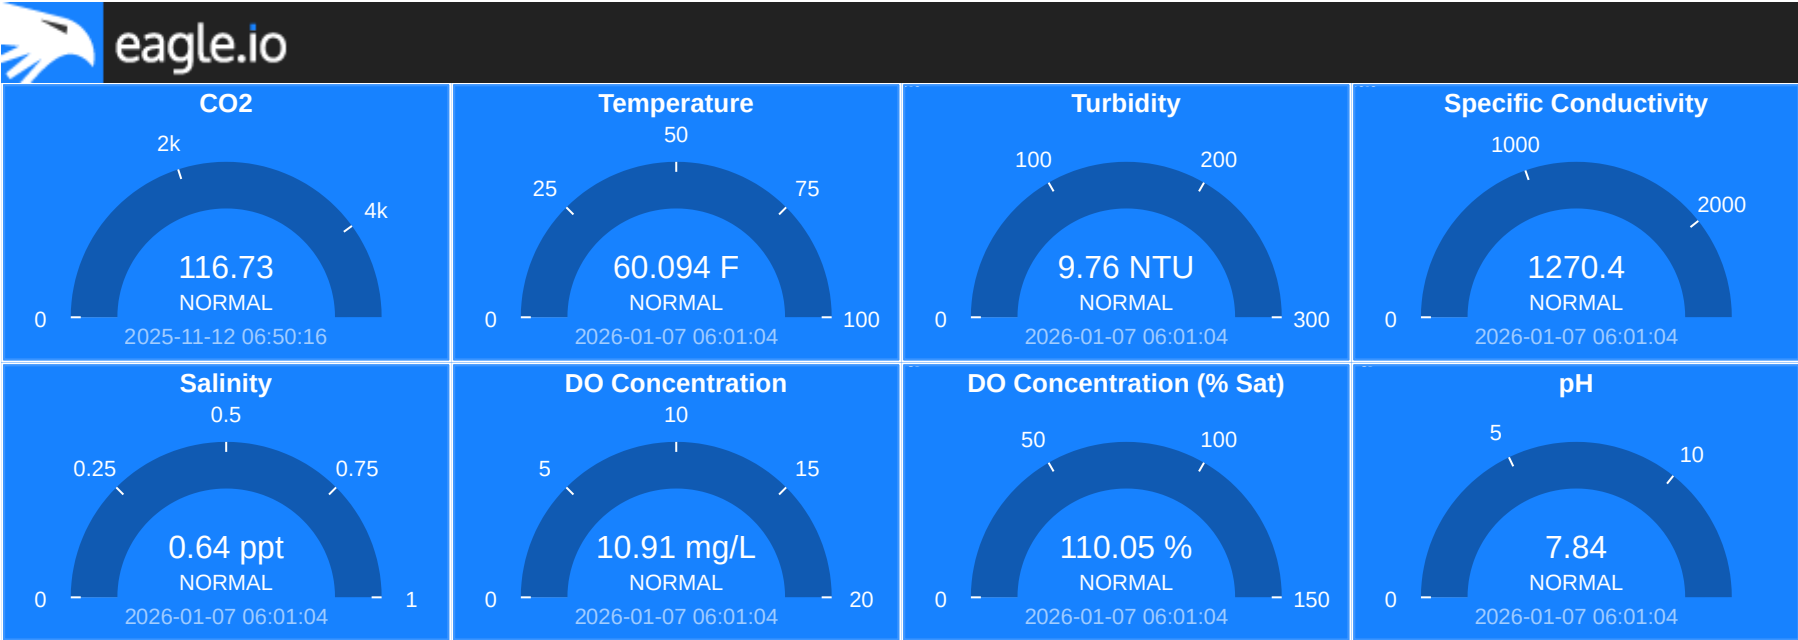 eagle.io
CO2
2k
4k
0
116.73
NORMAL
2025-11-12 06:50:16
Temperature
50
25
75
0
100
60.094 F
NORMAL
2026-01-07 06:01:04
Turbidity
100
200
0
300
9.76 NTU
NORMAL
2026-01-07 06:01:04
Specific Conductivity
1000
2000
0
1270.4
NORMAL
2026-01-07 06:01:04
Salinity
0.5
0.25
0.75
0
1
0.64 ppt
NORMAL
2026-01-07 06:01:04
DO Concentration
10
5
15
0
20
10.91 mg/L
NORMAL
2026-01-07 06:01:04
DO Concentration (% Sat)
50
100
0
150
110.05 %
NORMAL
2026-01-07 06:01:04
pH
5
10
0
7.84
NORMAL
2026-01-07 06:01:04